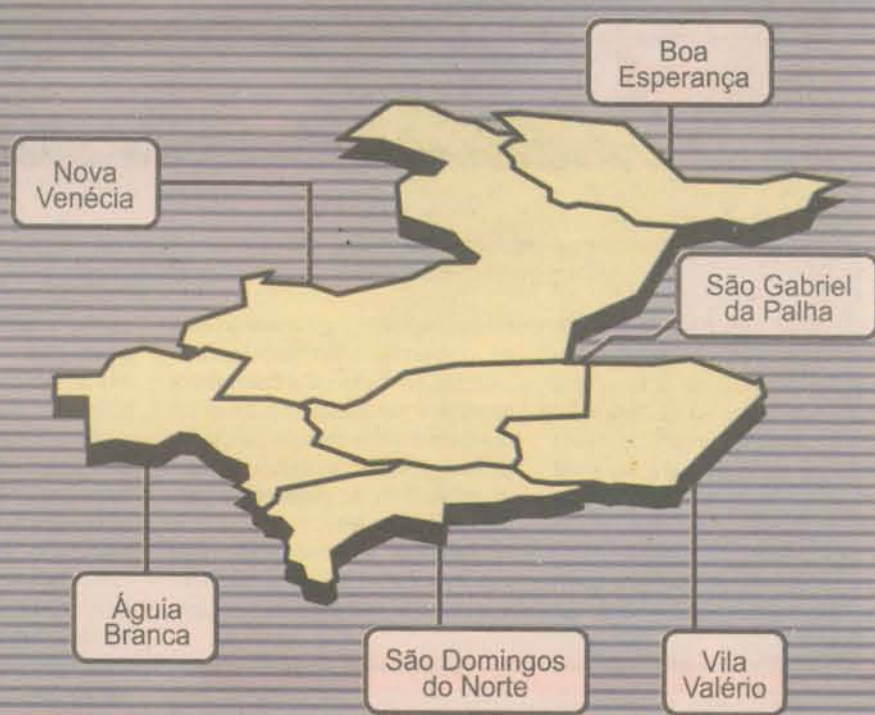 Boa
Esperança
Nova
Venécia
São Gabriel
da Palha
Águia
Branca
São Domingos
do Norte
Vila
Valério